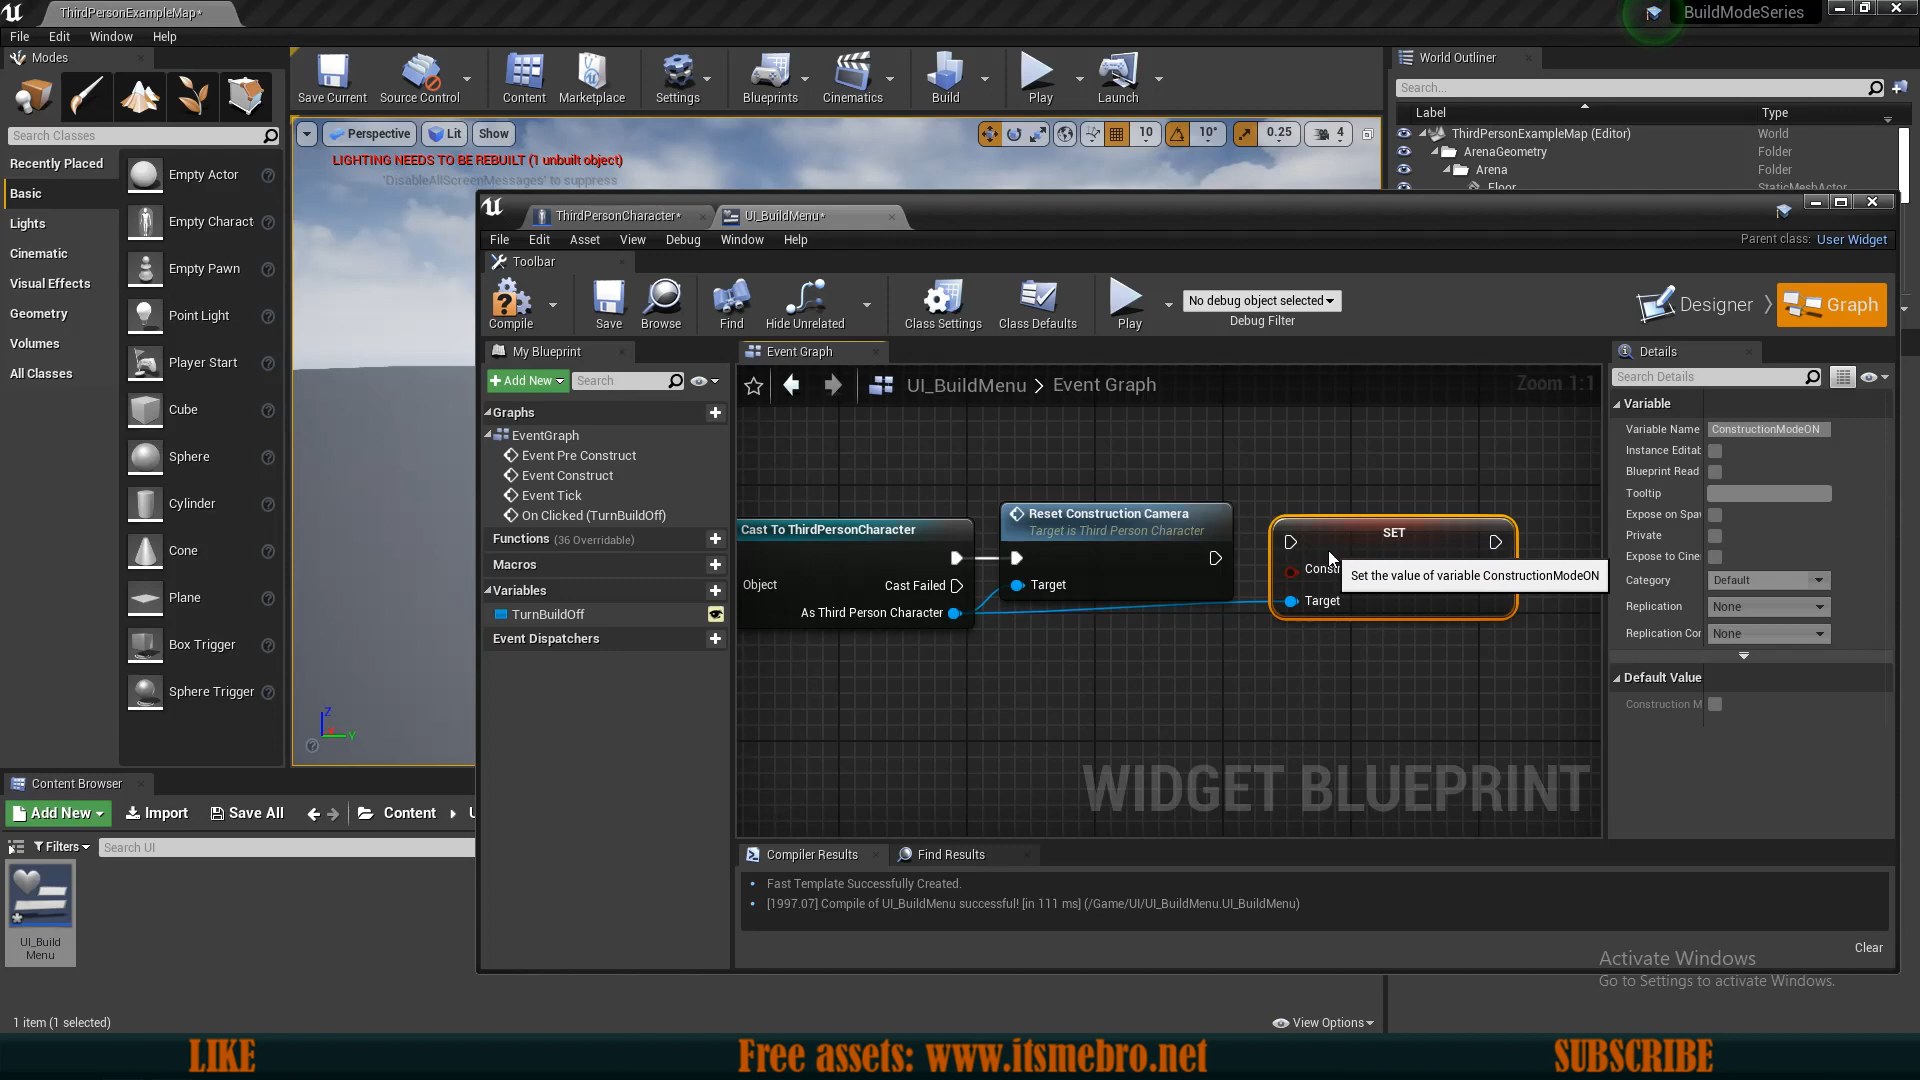 ThirdPersonExampleMap*
BuildModeSeries
File Edit Window Help
Modes
Search Classes
Recently Placed
Basic
Lights
Cinematic
Visual Effects
Geometry
Volumes
All Classes
Empty Actor
Empty Charact
Empty Pawn
Point Light
Player Start
Cube
Sphere
Cylinder
Cone
Plane
Box Trigger
Sphere Trigger
Save Current
Source Control
Content
Marketplace
Settings
Blueprints
Cinematics
Build
Play
Launch
Perspective
Lit
Show
10
10°
0.25
4
LIGHTING NEEDS TO BE REBUILT (1 unbuilt object)
'DisableAllScreenMessages' to suppress
World Outliner
Search...
Label Type
ThirdPersonExampleMap (Editor) World
ArenaGeometry Folder
Arena Folder
Floor StaticMeshActor
ThirdPersonCharacter*
UI_BuildMenu*
File Edit Asset View Debug Window Help
Parent class: User Widget
Toolbar
Compile
Save
Browse
Find
Hide Unrelated
Class Settings
Class Defaults
Play
No debug object selected
Debug Filter
Designer
Graph
My Blueprint
Add New
Search
Graphs
EventGraph
Event Pre Construct
Event Construct
Event Tick
On Clicked (TurnBuildOff)
Functions (36 Overridable)
Macros
Variables
TurnBuildOff
Event Dispatchers
Event Graph
UI_BuildMenu > Event Graph
Zoom 1:1
Cast To ThirdPersonCharacter
Object
Cast Failed
As Third Person Character
Reset Construction Camera
Target is Third Person Character
Target
SET
Constr
Target
Set the value of variable ConstructionModeON
WIDGET BLUEPRINT
Details
Search Details
Variable
Variable Name ConstructionModeON
Instance Editab
Blueprint Read
Tooltip
Expose on Spaw
Private
Expose to Cine
Category Default
Replication None
Replication Cor None
Default Value
Construction M
Compiler Results
Find Results
Fast Template Successfully Created.
[1997.07] Compile of UI_BuildMenu successful! [in 111 ms] (/Game/UI/UI_BuildMenu.UI_BuildMenu)
Clear
Activate Windows
Go to Settings to activate Windows.
Content Browser
Add New
Import
Save All
Content
Filters
Search UI
UI_Build
Menu
1 item (1 selected)
View Options
LIKE
Free assets: www.itsmebro.net
SUBSCRIBE